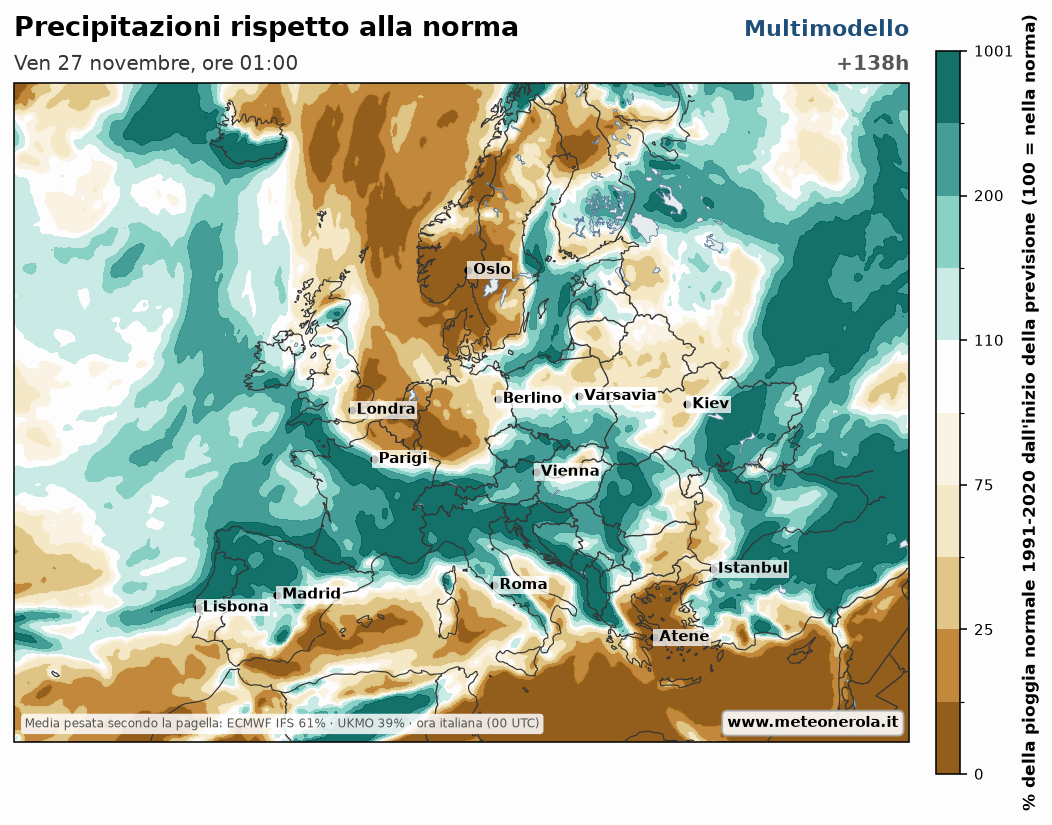 Precipitazioni rispetto alla norma
Multimodello
Ven 27 novembre, ore 01:00
+138h
Oslo
Londra
Berlino
Varsavia
Kiev
Parigi
Vienna
Istanbul
Roma
Madrid
Lisbona
Atene
Media pesata secondo la pagella: ECMWF IFS 61% · UKMO 39% · ora italiana (00 UTC)
www.meteonerola.it
1001
200
110
75
25
0
% della pioggia normale 1991-2020 dall'inizio della previsione (100 = nella norma)